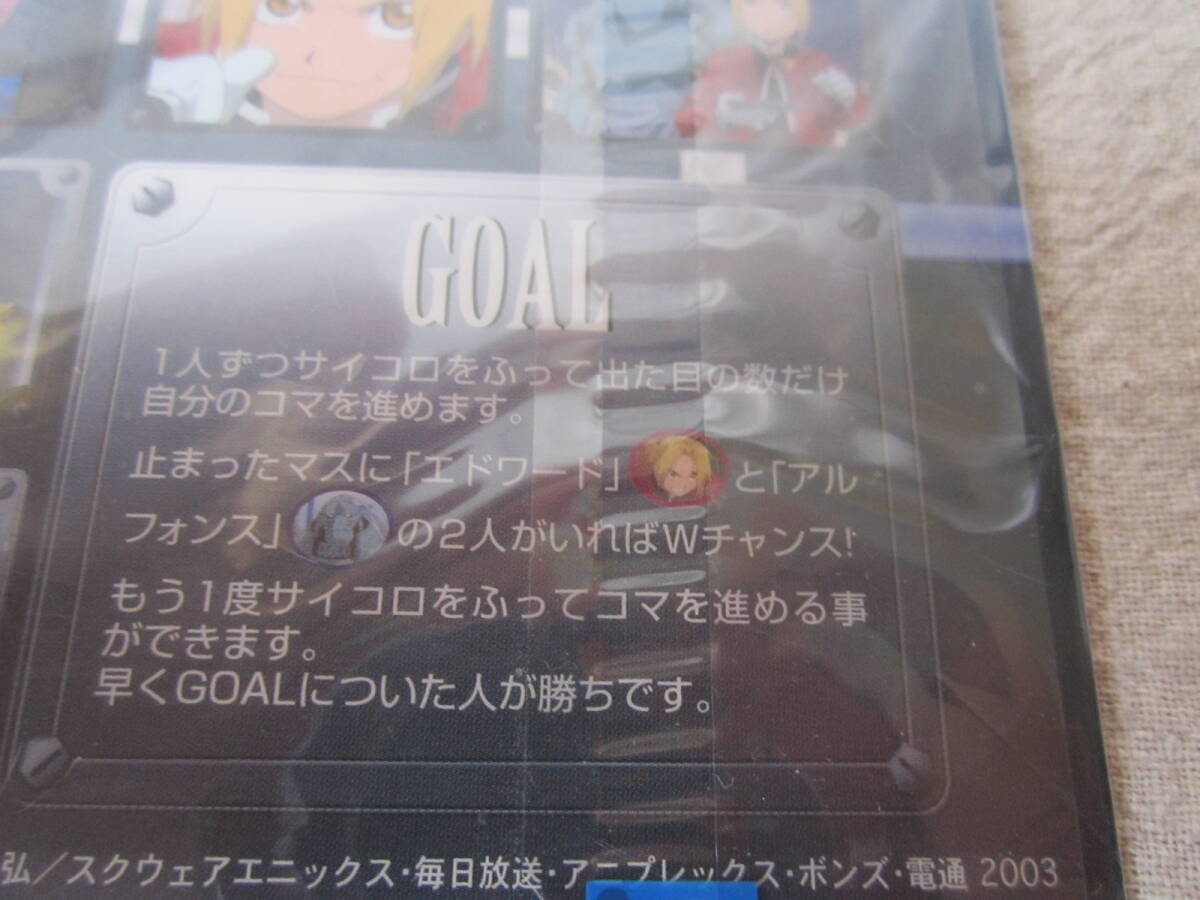 GOAL
1人ずつサイコロをふって出た目の数だけ
自分のコマを進めます。
止まったマスに「エドワード」と「アル
フォンス」の2人がいればWチャンス!
もう1度サイコロをふってコマを進める事
ができます。
早くGOALについた人が勝ちです。
弘／スクウェアエニックス・毎日放送・アニプレックス・ボンズ・電通 2003